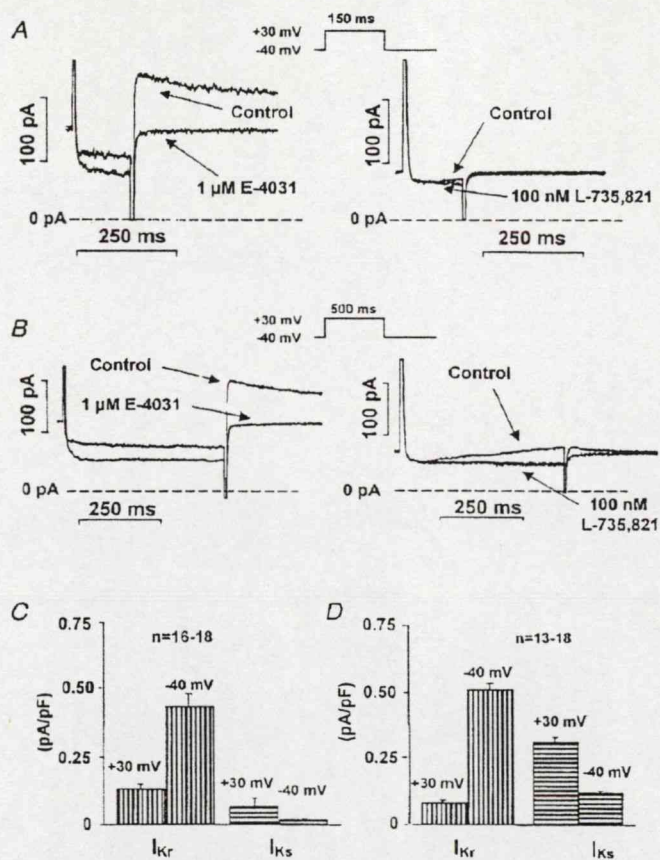 A
150 ms
+30 mV
-40 mV
100 pA
Control
1 µM E-4031
0 pA
250 ms
100 pA
Control
100 nM L-735,821
0 pA
250 ms
B
500 ms
+30 mV
-40 mV
100 pA
Control
1 µM E-4031
0 pA
250 ms
100 pA
Control
0 pA
250 ms
100 nM
L-735,821
C
0.75
0.50
0.25
0
(pA/pF)
n=16-18
+30 mV
-40 mV
+30 mV
-40 mV
IKr
IKs
D
0.75
0.50
0.25
0
(pA/pF)
n=13-18
+30 mV
-40 mV
+30 mV
-40 mV
IKr
IKs